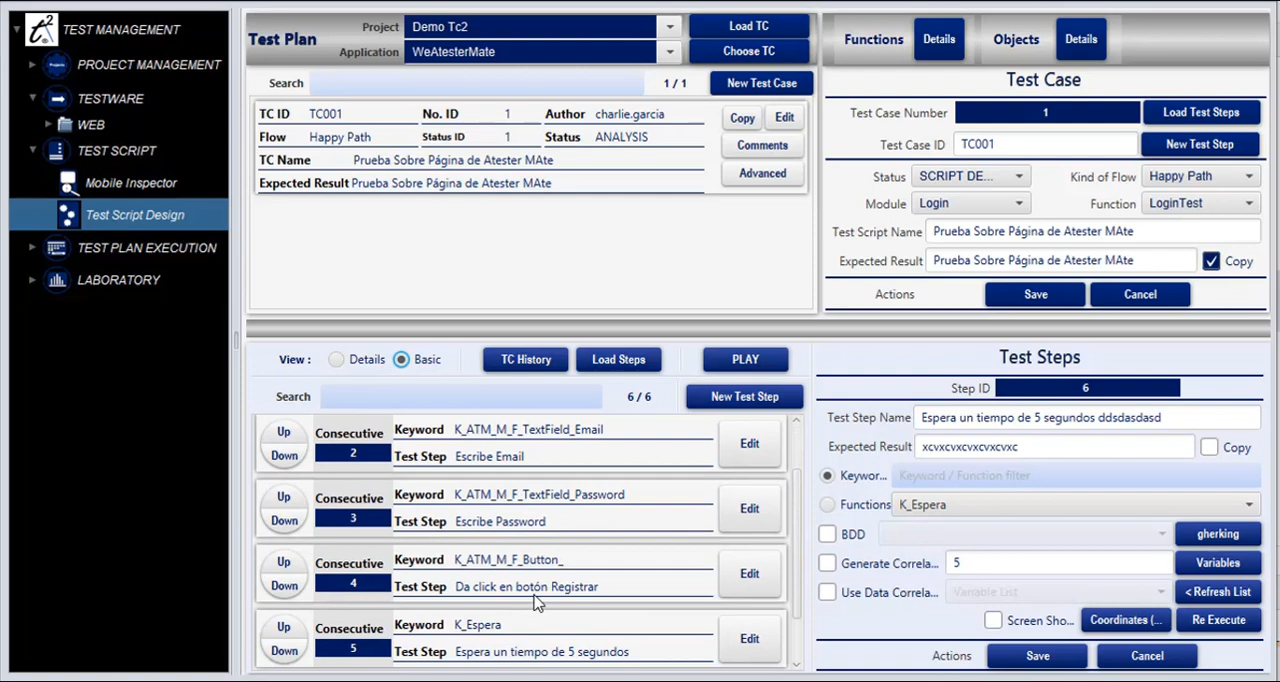 t2 TEST MANAGEMENT
Projects PROJECT MANAGEMENT
TESTWARE
WEB
TEST SCRIPT
Mobile Inspector
Test Script Design
TEST PLAN EXECUTION
LABORATORY
Test Plan
Project Demo Tc2 Load TC
Application WeAtesterMate Choose TC
Search 1 / 1 New Test Case
TC ID TC001 No. ID 1 Author charlie.garcia Copy Edit
Flow Happy Path Status ID 1 Status ANALYSIS
Comments
TC Name Prueba Sobre Página de Atester MAte
Advanced
Expected Result Prueba Sobre Página de Atester MAte
Functions Details Objects Details
Test Case
Test Case Number 1 Load Test Steps
Test Case ID TC001 New Test Step
Status SCRIPT DE... Kind of Flow Happy Path
Module Login Function LoginTest
Test Script Name Prueba Sobre Página de Atester MAte
Expected Result Prueba Sobre Página de Atester MAte Copy
Actions Save Cancel
View : Details Basic TC History Load Steps PLAY
Search 6 / 6 New Test Step
Up Down Consecutive 2 Keyword K_ATM_M_F_TextField_Email Edit
Test Step Escribe Email
Up Down Consecutive 3 Keyword K_ATM_M_F_TextField_Password Edit
Test Step Escribe Password
Up Down Consecutive 4 Keyword K_ATM_M_F_Button_ Edit
Test Step Da click en botón Registrar
Up Down Consecutive 5 Keyword K_Espera Edit
Test Step Espera un tiempo de 5 segundos
Test Steps
Step ID 6
Test Step Name Espera un tiempo de 5 segundos ddsdasdasd
Expected Result xcvxcvxcvxcvxcvxc Copy
Keywor... Keyword / Function filter
Functions K_Espera
BDD gherking
Generate Correla... 5 Variables
Use Data Correla... Variable List < Refresh List
Screen Sho... Coordinates (... Re Execute
Actions Save Cancel